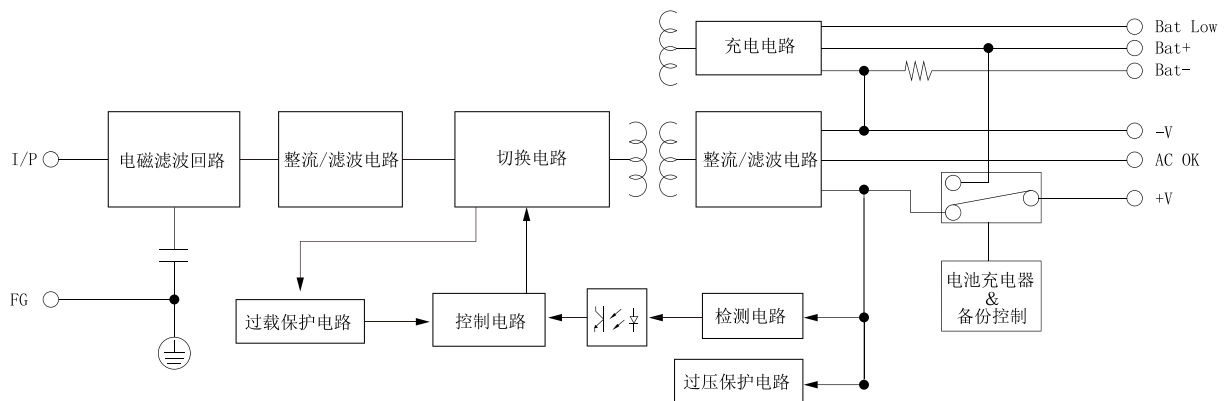 充电电路
Bat Low
Bat+
Bat-
I/P
电磁滤波回路
整流/滤波电路
切换电路
整流/滤波电路
-V
AC OK
+V
FG
过载保护电路
控制电路
检测电路
过压保护电路
电池充电器
&
备份控制